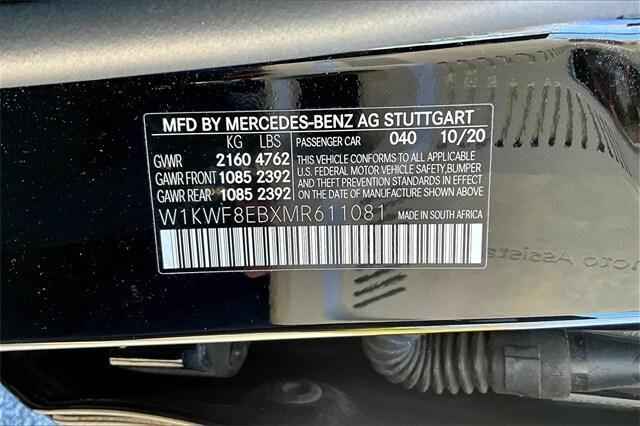 MFD BY MERCEDES-BENZ AG STUTTGART
KG LBS PASSENGER CAR 040 10/20
GVWR 2160 4762
GAWR FRONT 1085 2392
GAWR REAR 1085 2392
THIS VEHICLE CONFORMS TO ALL APPLICABLE
U.S. FEDERAL MOTOR VEHICLE SAFETY, BUMPER
AND THEFT PREVENTION STANDARDS IN
EFFECT ON THE DATE OF MANUFACTURE
SHOWN ABOVE.
W1KWF8EBXMR611081 MADE IN SOUTH AFRICA